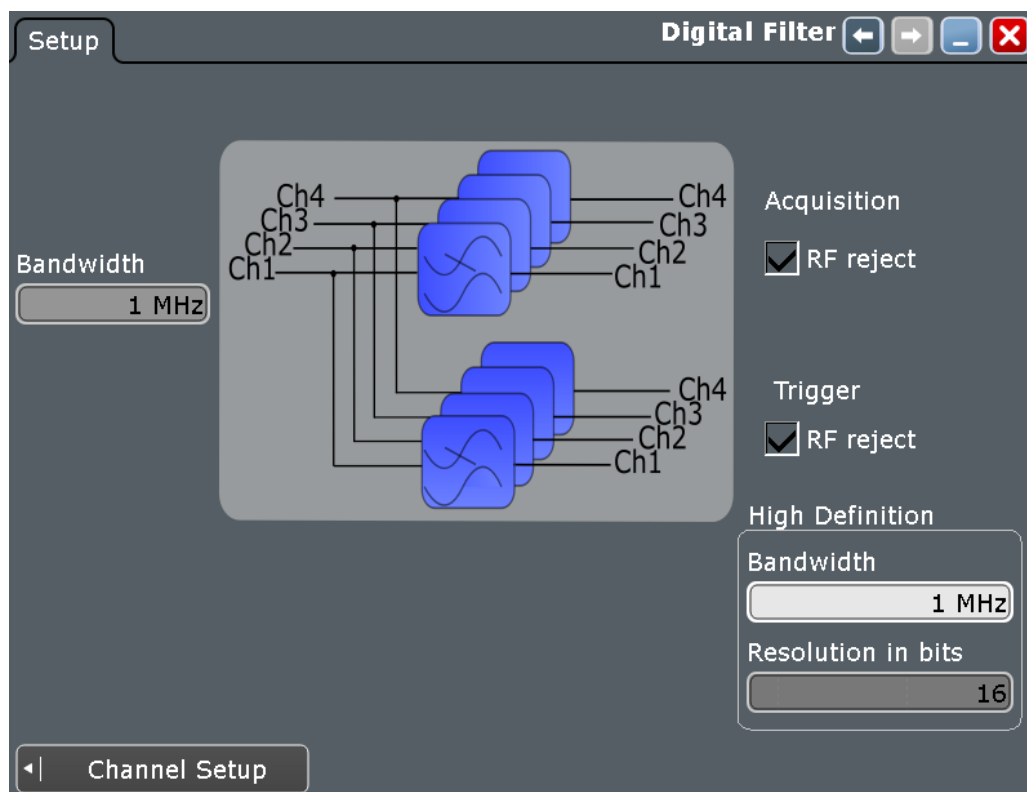 Setup
Digital Filter
Ch4
Ch3
Ch2
Ch1
Ch4
Ch3
Ch2
Ch1
Acquisition
RF reject
Bandwidth
1 MHz
Ch4
Ch3
Ch2
Ch1
Trigger
RF reject
High Definition
Bandwidth
1 MHz
Resolution in bits
16
Channel Setup